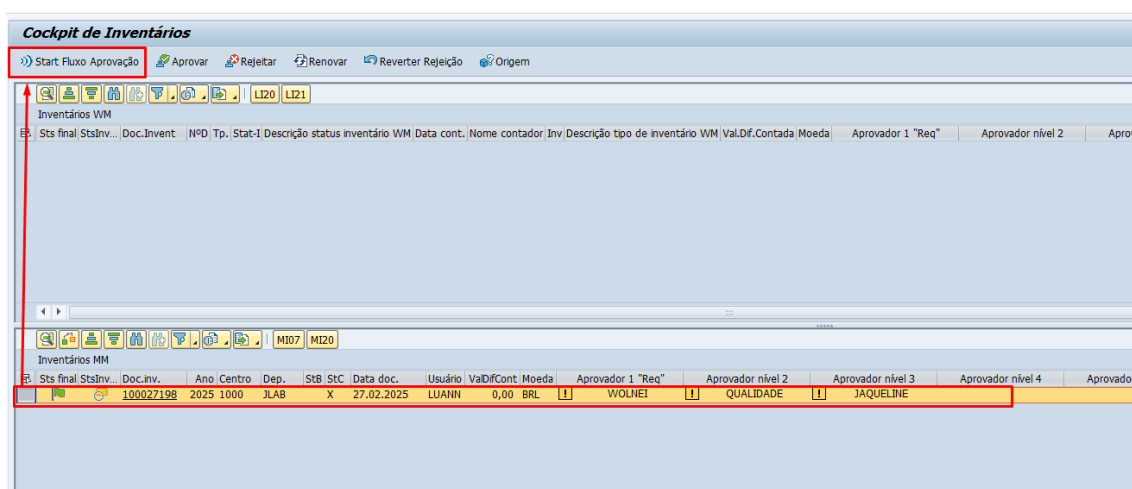 Cockpit de Inventários
Start Fluxo Aprovação Aprovar Rejeitar Renovar Reverter Rejeição Origem
LI20 LI21
Inventários WM
Sts final StsInv... Doc.Invent NºD Tp. Stat-I Descrição status inventário WM Data cont. Nome contador Inv Descrição tipo de inventário WM Val.Dif.Contada Moeda Aprovador 1 "Req" Aprovador nível 2 Apro
MI07 MI20
Inventários MM
Sts final StsInv... Doc.inv. Ano Centro Dep. StB StC Data doc. Usuário ValDifCont Moeda Aprovador 1 "Req" Aprovador nível 2 Aprovador nível 3 Aprovador nível 4 Aprovado
100027198 2025 1000 JLAB X 27.02.2025 LUANN 0,00 BRL WOLNEI QUALIDADE JAQUELINE